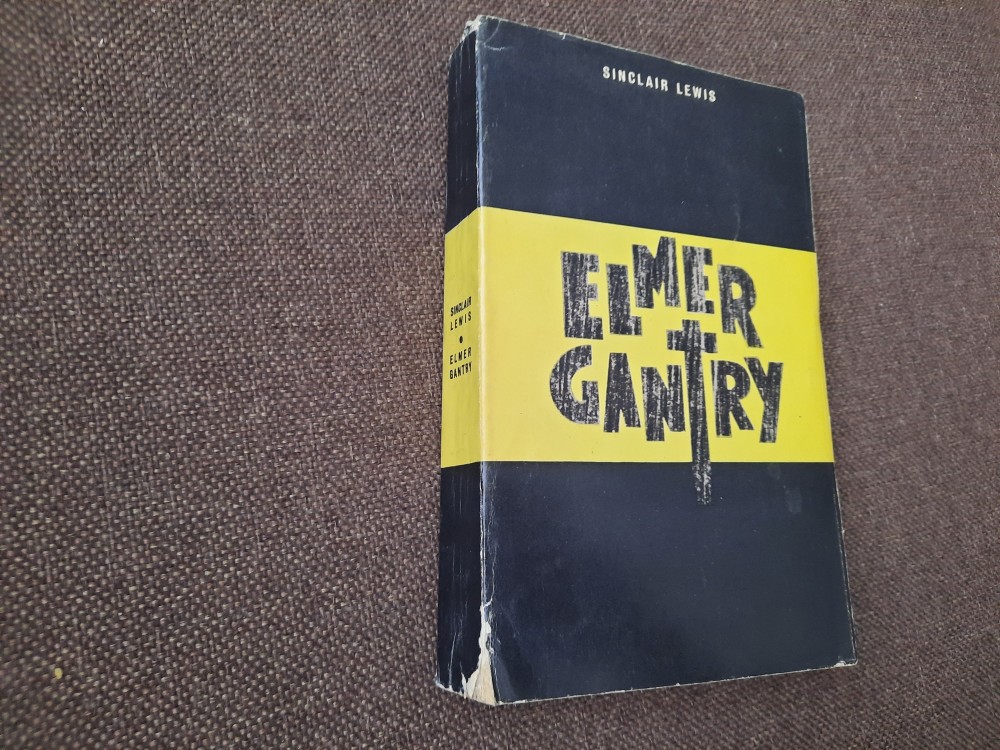 SINCLAIR LEWIS
ELMER
GANTRY
SINCLAIR
LEWIS
•
ELMER
GANTRY